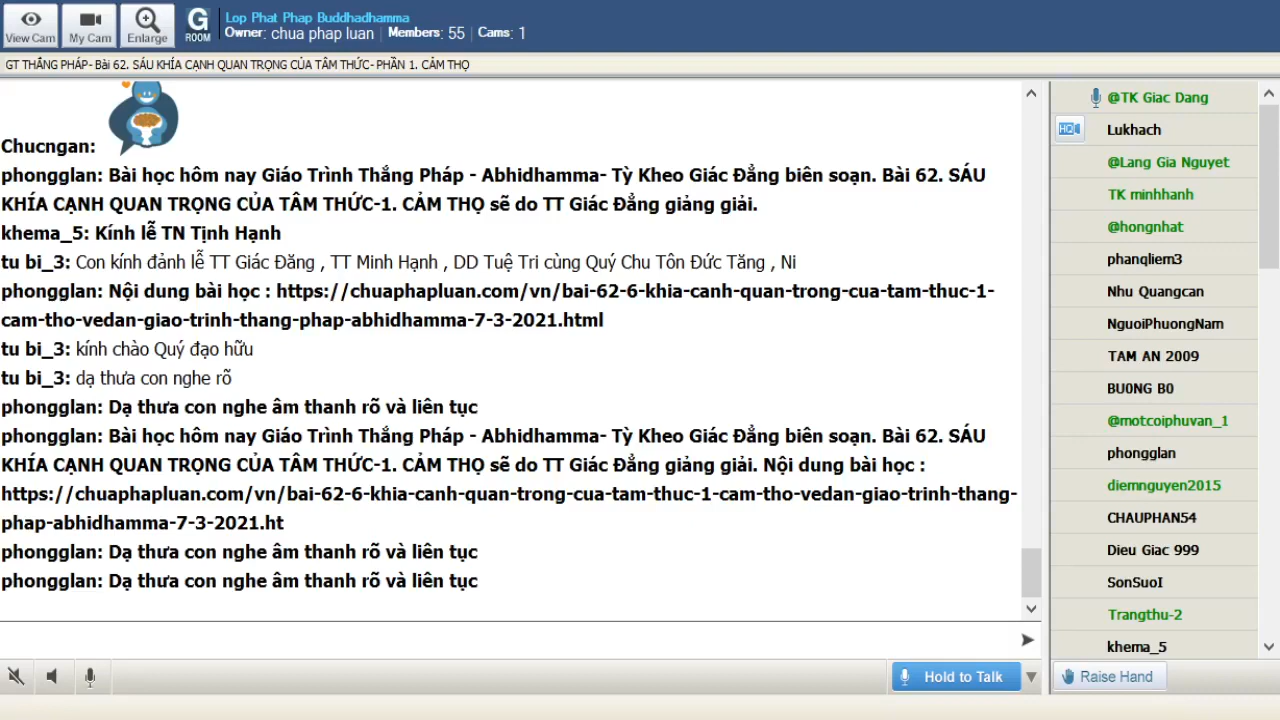 View Cam
My Cam
Enlarge
G
ROOM
Lop Phat Phap Buddhadhamma
Owner: chua phap luan | Members: 55 | Cams: 1
GT THẮNG PHÁP- Bài 62. SÁU KHÍA CẠNH QUAN TRỌNG CỦA TÂM THỨC- PHẦN 1. CẢM THỌ
Chucngan:
phongglan: Bài học hôm nay Giáo Trình Thắng Pháp - Abhidhamma- Tỳ Kheo Giác Đẳng biên soạn. Bài 62. SÁU
KHÍA CẠNH QUAN TRỌNG CỦA TÂM THỨC-1. CẢM THỌ sẽ do TT Giác Đẳng giảng giải.
khema_5: Kính lễ TN Tịnh Hạnh
tu bi_3: Con kính đảnh lễ TT Giác Đăng , TT Minh Hạnh , DD Tuệ Tri cùng Quý Chu Tôn Đức Tăng , Ni
phongglan: Nội dung bài học : https://chuaphapluan.com/vn/bai-62-6-khia-canh-quan-trong-cua-tam-thuc-1-
cam-tho-vedan-giao-trinh-thang-phap-abhidhamma-7-3-2021.html
tu bi_3: kính chào Quý đạo hữu
tu bi_3: dạ thưa con nghe rõ
phongglan: Dạ thưa con nghe âm thanh rõ và liên tục
phongglan: Bài học hôm nay Giáo Trình Thắng Pháp - Abhidhamma- Tỳ Kheo Giác Đẳng biên soạn. Bài 62. SÁU
KHÍA CẠNH QUAN TRỌNG CỦA TÂM THỨC-1. CẢM THỌ sẽ do TT Giác Đẳng giảng giải. Nội dung bài học :
https://chuaphapluan.com/vn/bai-62-6-khia-canh-quan-trong-cua-tam-thuc-1-cam-tho-vedan-giao-trinh-thang-
phap-abhidhamma-7-3-2021.ht
phongglan: Dạ thưa con nghe âm thanh rõ và liên tục
phongglan: Dạ thưa con nghe âm thanh rõ và liên tục
@TK Giac Dang
HQ
Lukhach
@Lang Gia Nguyet
TK minhhanh
@hongnhat
phanqliem3
Nhu Quangcan
NguoiPhuongNam
TAM AN 2009
BU0NG B0
@motcoiphuvan_1
phongglan
diemnguyen2015
CHAUPHAN54
Dieu Giac 999
SonSuoI
Trangthu-2
khema_5
Hold to Talk
Raise Hand